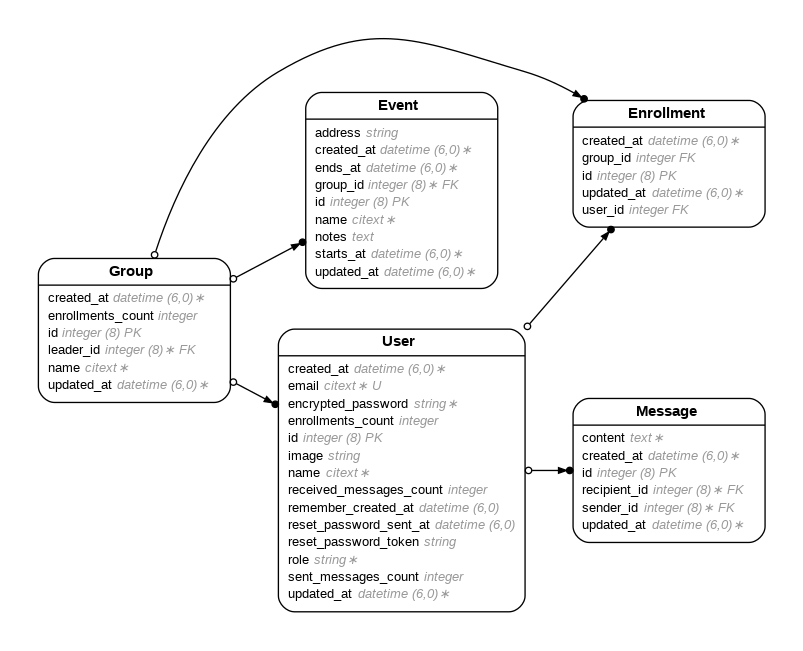 Event
address string
created_at datetime (6,0)∗
ends_at datetime (6,0)∗
group_id integer (8)∗ FK
id integer (8) PK
name citext∗
notes text
starts_at datetime (6,0)∗
updated_at datetime (6,0)∗
Enrollment
created_at datetime (6,0)∗
group_id integer FK
id integer (8) PK
updated_at datetime (6,0)∗
user_id integer FK
Group
created_at datetime (6,0)∗
enrollments_count integer
id integer (8) PK
leader_id integer (8)∗ FK
name citext∗
updated_at datetime (6,0)∗
User
created_at datetime (6,0)∗
email citext∗ U
encrypted_password string∗
enrollments_count integer
id integer (8) PK
image string
name citext∗
received_messages_count integer
remember_created_at datetime (6,0)
reset_password_sent_at datetime (6,0)
reset_password_token string
role string∗
sent_messages_count integer
updated_at datetime (6,0)∗
Message
content text∗
created_at datetime (6,0)∗
id integer (8) PK
recipient_id integer (8)∗ FK
sender_id integer (8)∗ FK
updated_at datetime (6,0)∗